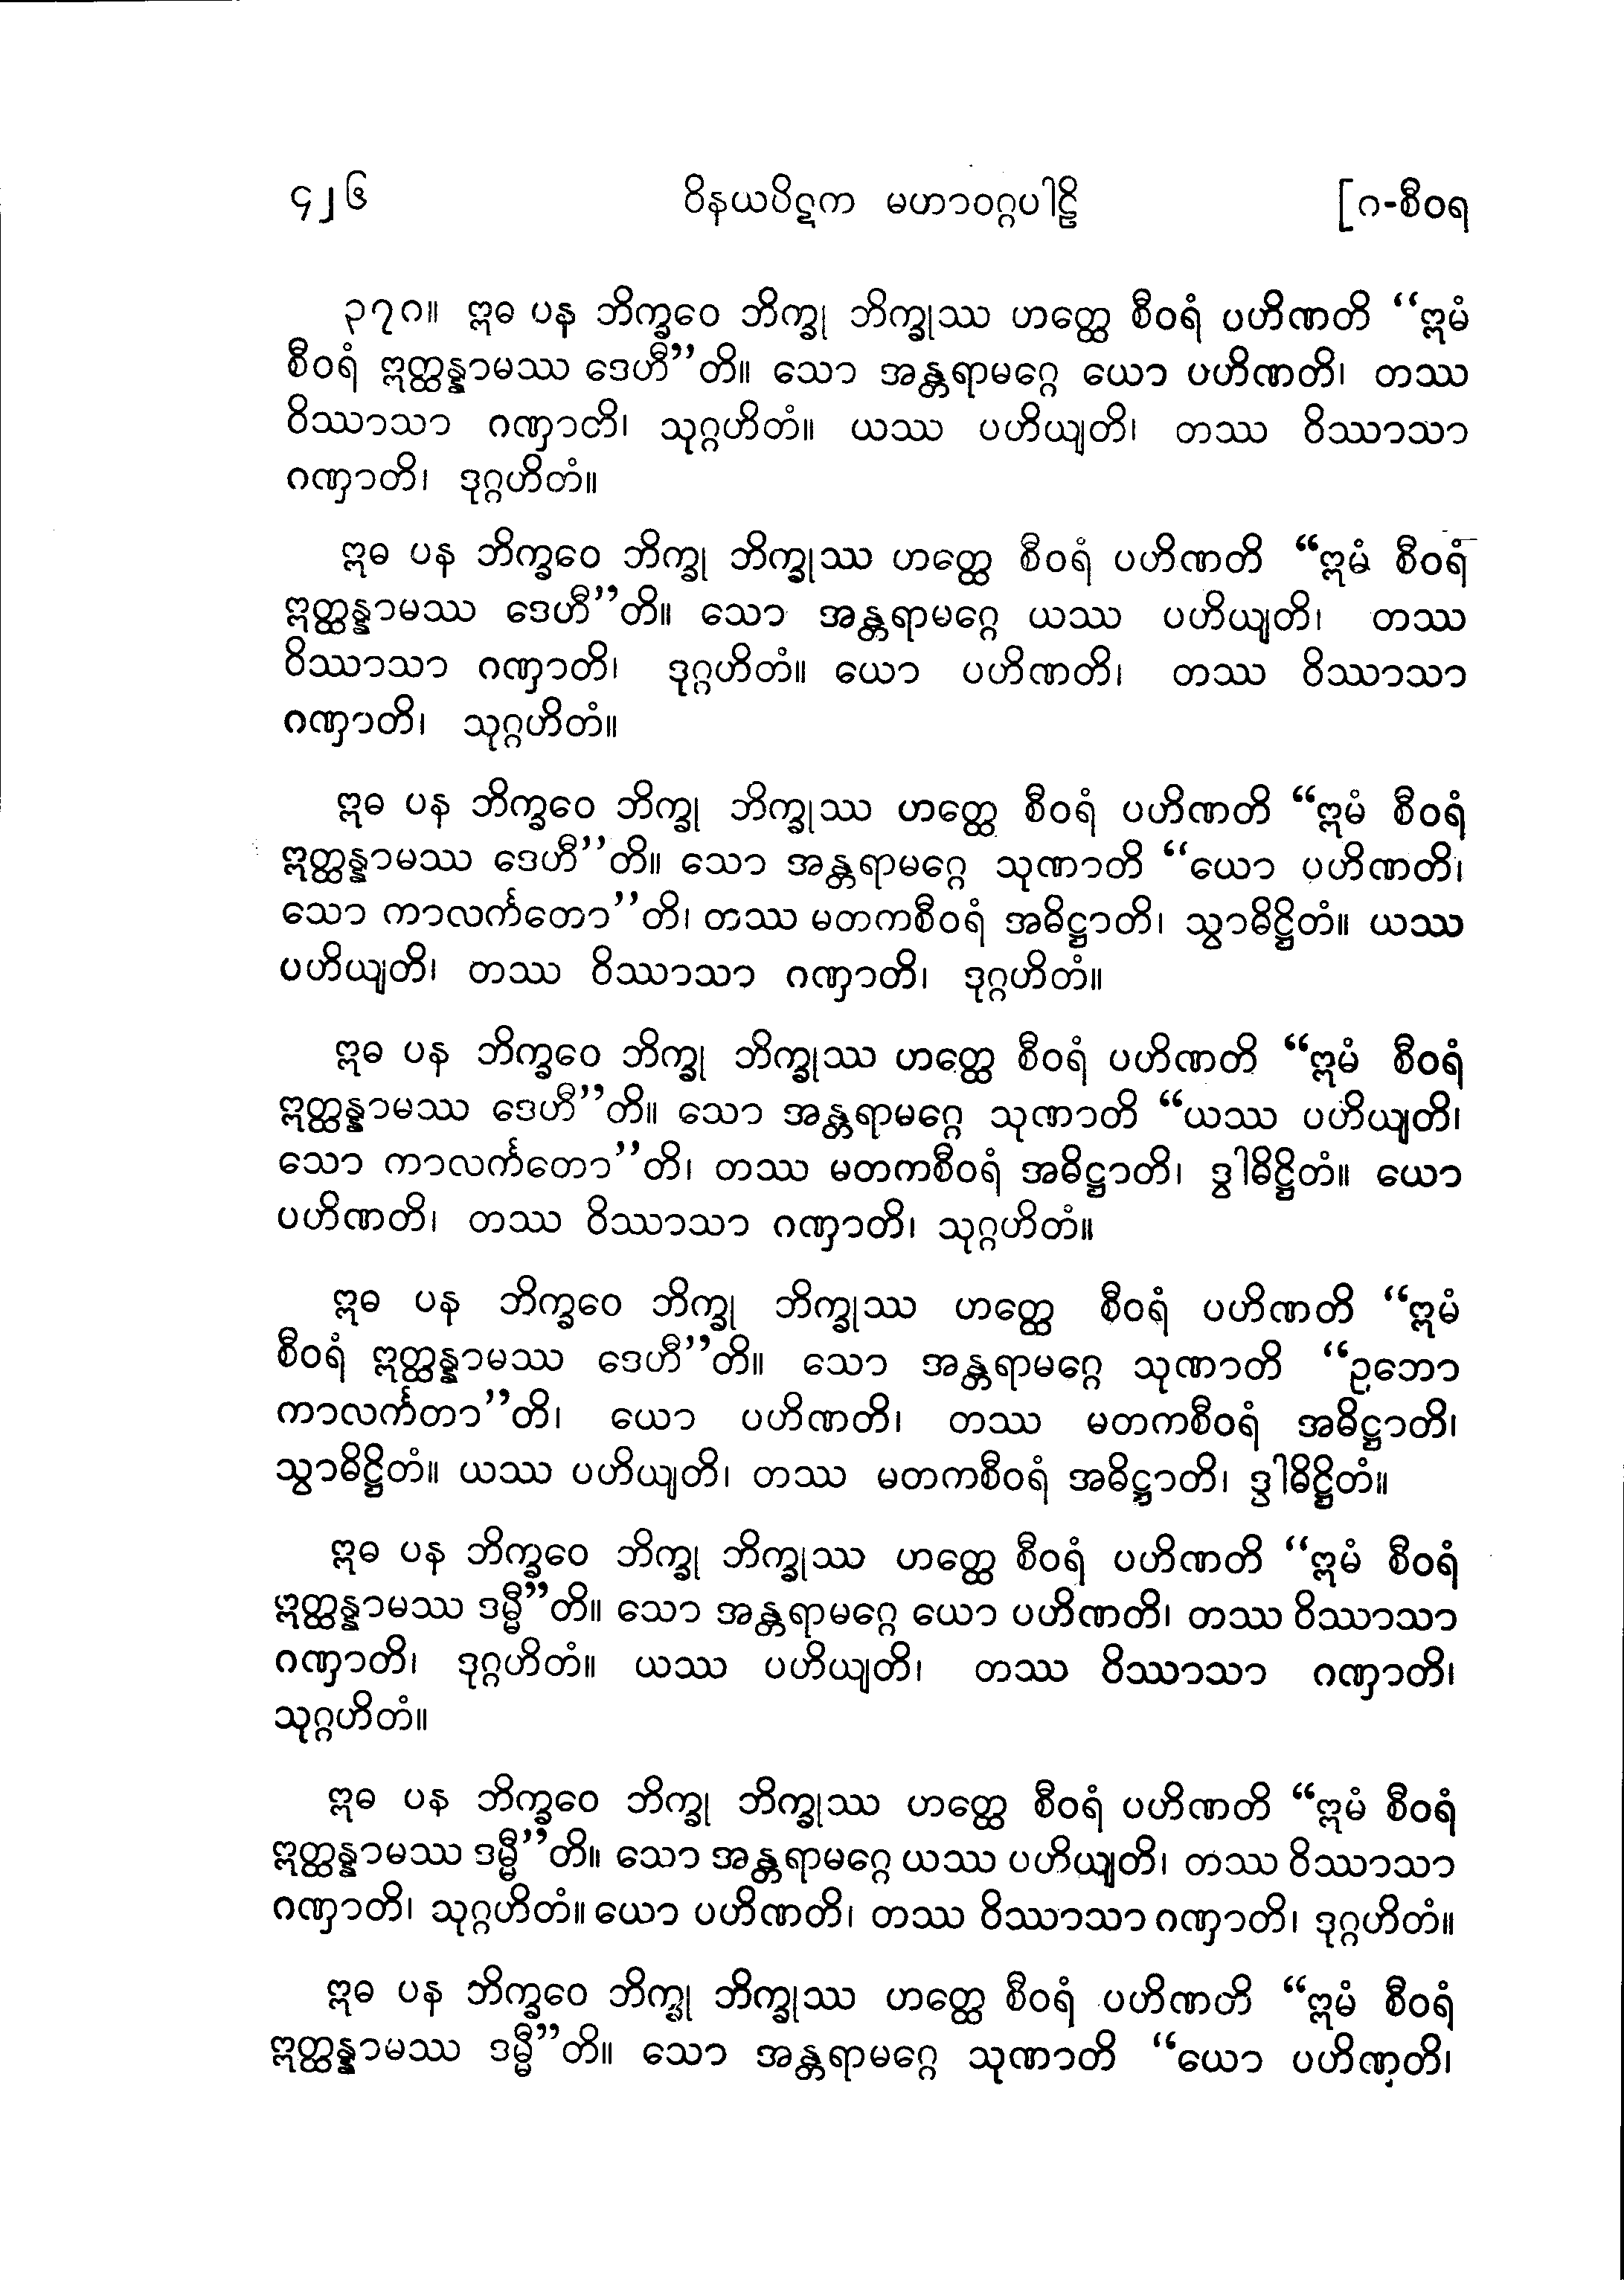 ၄၂၆ ဝိနယပိဋက မဟာဝဂ္ဂပါဠိ [ဂ-စီဝရ
၃၇ဂ။ ဣဓ ပန ဘိက္ခဝေ ဘိက္ခု ဘိက္ခုဿ ဟတ္ထေ စီဝရံ ပဟိဏတိ “ဣမံ
စီဝရံ ဣတ္ထန္နာမဿ ဒေဟီ”တိ။ သော အန္တရာမဂ္ဂေ ယော ပဟိဏတိ၊ တဿ
ဝိဿာသာ ဂဏှာတိ၊ သုဂ္ဂဟိတံ။ ယဿ ပဟိယျတိ၊ တဿ ဝိဿာသာ
ဂဏှာတိ၊ ဒုဂ္ဂဟိတံ။
ဣဓ ပန ဘိက္ခဝေ ဘိက္ခု ဘိက္ခုဿ ဟတ္ထေ စီဝရံ ပဟိဏတိ “ဣမံ စီဝရံ
ဣတ္ထန္နာမဿ ဒေဟီ”တိ။ သော အန္တရာမဂ္ဂေ ယဿ ပဟိယျတိ၊ တဿ
ဝိဿာသာ ဂဏှာတိ၊ ဒုဂ္ဂဟိတံ။ ယော ပဟိဏတိ၊ တဿ ဝိဿာသာ
ဂဏှာတိ၊ သုဂ္ဂဟိတံ။
ဣဓ ပန ဘိက္ခဝေ ဘိက္ခု ဘိက္ခုဿ ဟတ္ထေ စီဝရံ ပဟိဏတိ “ဣမံ စီဝရံ
ဣတ္ထန္နာမဿ ဒေဟီ”တိ။ သော အန္တရာမဂ္ဂေ သုဏာတိ “ယော ပဟိဏတိ၊
သော ကာလင်္ကတော”တိ၊ တဿ မတကစီဝရံ အဓိဋ္ဌာတိ၊ သွာဓိဋ္ဌိတံ။ ယဿ
ပဟိယျတိ၊ တဿ ဝိဿာသာ ဂဏှာတိ၊ ဒုဂ္ဂဟိတံ။
ဣဓ ပန ဘိက္ခဝေ ဘိက္ခု ဘိက္ခုဿ ဟတ္ထေ စီဝရံ ပဟိဏတိ “ဣမံ စီဝရံ
ဣတ္ထန္နာမဿ ဒေဟီ”တိ။ သော အန္တရာမဂ္ဂေ သုဏာတိ “ယဿ ပဟိယျတိ၊
သော ကာလင်္ကတော”တိ၊ တဿ မတကစီဝရံ အဓိဋ္ဌာတိ၊ ဒွါဓိဋ္ဌိတံ။ ယော
ပဟိဏတိ၊ တဿ ဝိဿာသာ ဂဏှာတိ၊ သုဂ္ဂဟိတံ။
ဣဓ ပန ဘိက္ခဝေ ဘိက္ခု ဘိက္ခုဿ ဟတ္ထေ စီဝရံ ပဟိဏတိ “ဣမံ
စီဝရံ ဣတ္ထန္နာမဿ ဒေဟီ”တိ။ သော အန္တရာမဂ္ဂေ သုဏာတိ “ဥဘော
ကာလင်္ကတာ”တိ၊ ယော ပဟိဏတိ၊ တဿ မတကစီဝရံ အဓိဋ္ဌာတိ၊
သွာဓိဋ္ဌိတံ။ ယဿ ပဟိယျတိ၊ တဿ မတကစီဝရံ အဓိဋ္ဌာတိ၊ ဒွါဓိဋ္ဌိတံ။
ဣဓ ပန ဘိက္ခဝေ ဘိက္ခု ဘိက္ခုဿ ဟတ္ထေ စီဝရံ ပဟိဏတိ “ဣမံ စီဝရံ
ဣတ္ထန္နာမဿ ဒမ္မီ”တိ။ သော အန္တရာမဂ္ဂေ ယော ပဟိဏတိ၊ တဿ ဝိဿာသာ
ဂဏှာတိ၊ ဒုဂ္ဂဟိတံ။ ယဿ ပဟိယျတိ၊ တဿ ဝိဿာသာ ဂဏှာတိ၊
သုဂ္ဂဟိတံ။
ဣဓ ပန ဘိက္ခဝေ ဘိက္ခု ဘိက္ခုဿ ဟတ္ထေ စီဝရံ ပဟိဏတိ “ဣမံ စီဝရံ
ဣတ္ထန္နာမဿ ဒမ္မီ”တိ။ သော အန္တရာမဂ္ဂေ ယဿ ပဟိယျတိ၊ တဿ ဝိဿာသာ
ဂဏှာတိ၊ သုဂ္ဂဟိတံ။ ယော ပဟိဏတိ၊ တဿ ဝိဿာသာ ဂဏှာတိ၊ ဒုဂ္ဂဟိတံ။
ဣဓ ပန ဘိက္ခဝေ ဘိက္ခု ဘိက္ခုဿ ဟတ္ထေ စီဝရံ ပဟိဏတိ “ဣမံ စီဝရံ
ဣတ္ထန္နာမဿ ဒမ္မီ”တိ။ သော အန္တရာမဂ္ဂေ သုဏာတိ “ယော ပဟိဏတိ၊